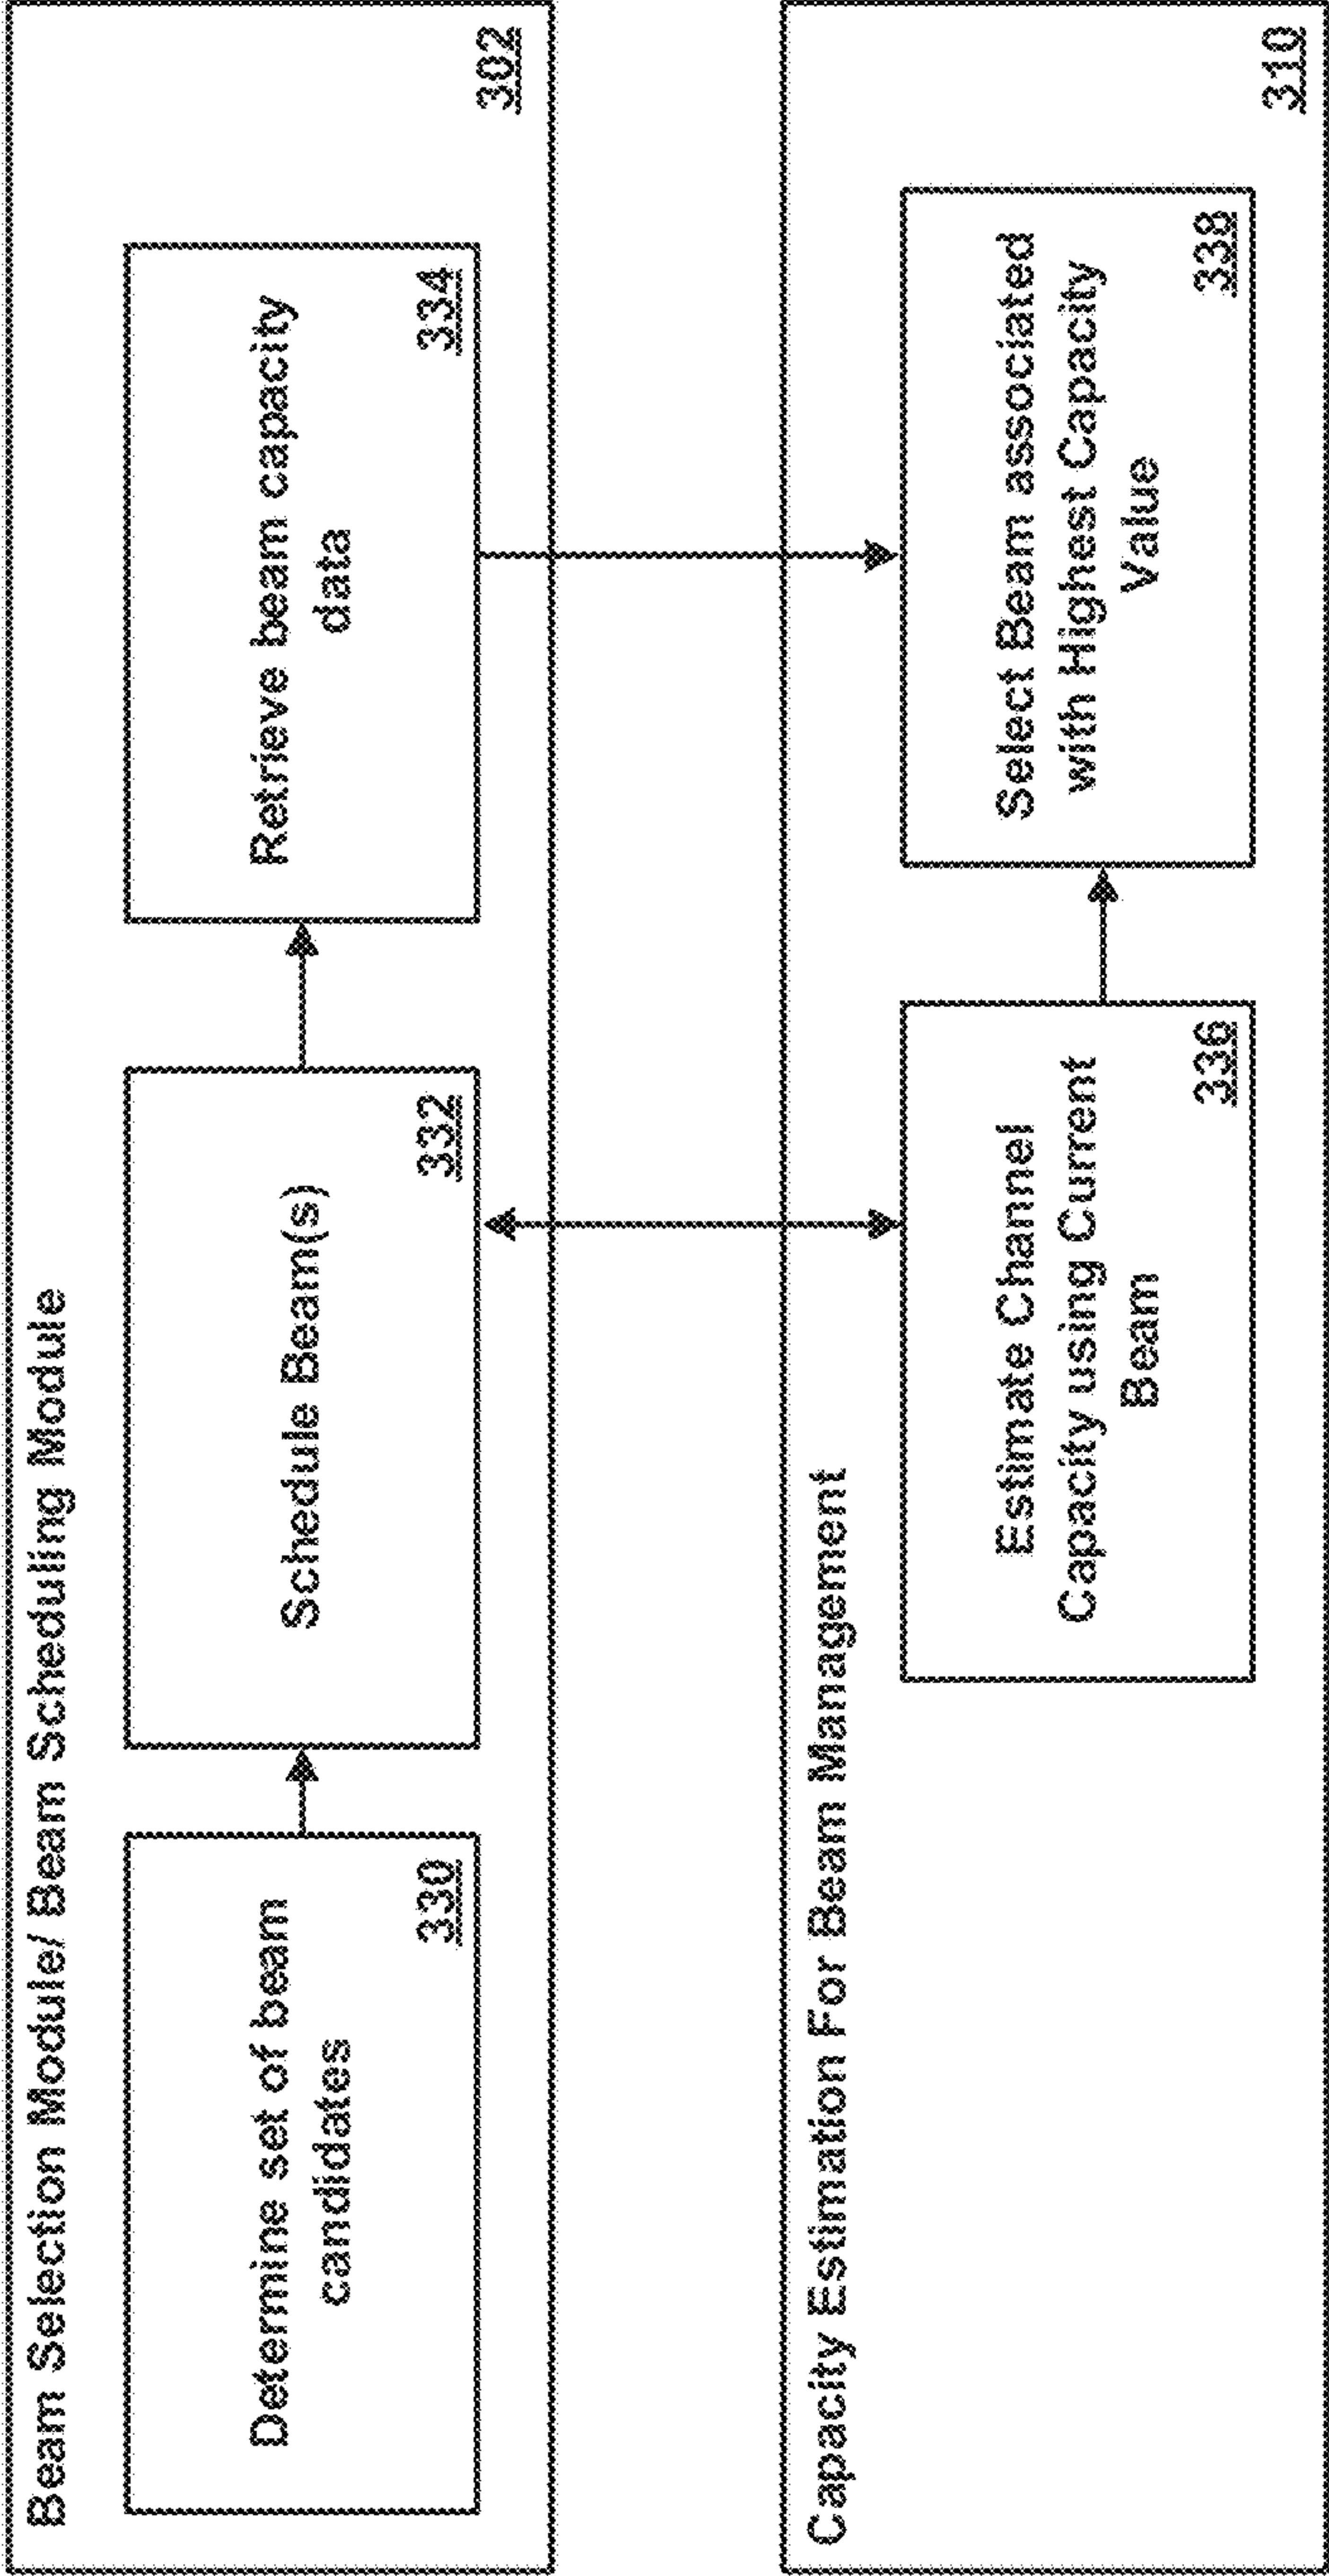 Beam Selection Module/ Beam Scheduling Module
Determine set of beam
candidates
330
Schedule Beam(s)
332
Retrieve beam capacity
data
334
302
Capacity Estimation For Beam Management
Estimate Channel
Capacity using Current
Beam
336
Select Beam associated
with Highest Capacity
Value
338
310